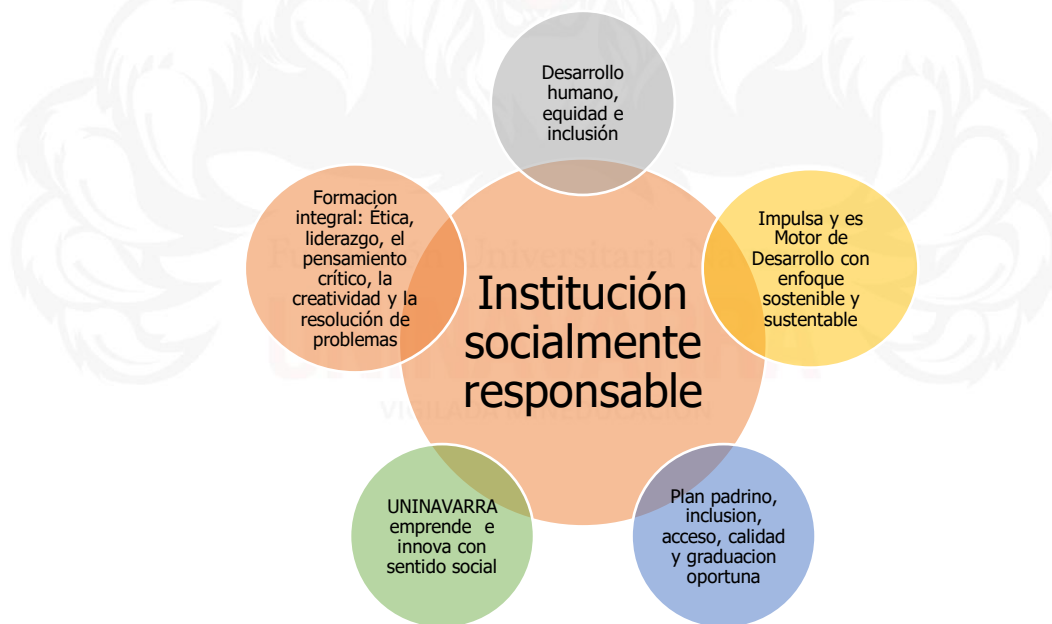 Desarrollo
humano,
equidad e
inclusión
Formacion
integral: Ética,
liderazgo, el
pensamiento
crítico, la
creatividad y la
resolución de
problemas
Impulsa y es
Motor de
Desarrollo con
enfoque
sostenible y
sustentable
Institución
socialmente
responsable
UNINAVARRA
emprende e
innova con
sentido social
Plan padrino,
inclusion,
acceso, calidad
y graduacion
oportuna